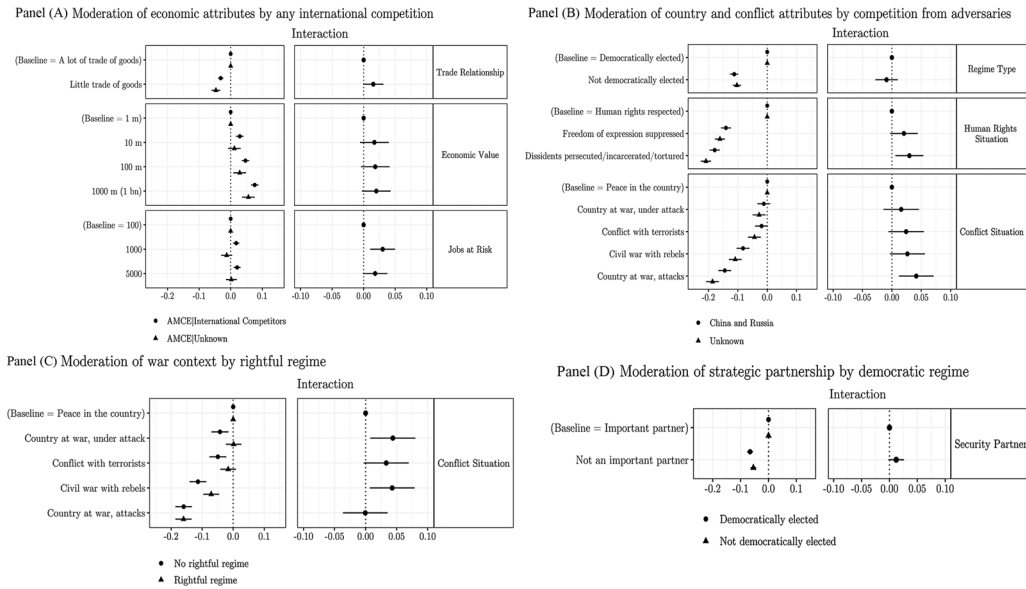 Panel (A) Moderation of economic attributes by any international competition
Interaction
(Baseline = A lot of trade of goods)
Little trade of goods
Trade Relationship
(Baseline = 1 m)
10 m
100 m
1000 m (1 bn)
Economic Value
(Baseline = 100)
1000
5000
Jobs at Risk
-0.2 -0.1 0.0 0.1 -0.10 -0.05 0.00 0.05 0.10
AMCE|International Competitors
AMCE|Unknown
Panel (B) Moderation of country and conflict attributes by competition from adversaries
Interaction
(Baseline = Democratically elected)
Not democratically elected
Regime Type
(Baseline = Human rights respected)
Freedom of expression suppressed
Dissidents persecuted/incarcerated/tortured
Human Rights
Situation
(Baseline = Peace in the country)
Country at war, under attack
Conflict with terrorists
Civil war with rebels
Country at war, attacks
Conflict Situation
-0.2 -0.1 0.0 0.1 -0.10 -0.05 0.00 0.05 0.10
China and Russia
Unknown
Panel (C) Moderation of war context by rightful regime
Interaction
(Baseline = Peace in the country)
Country at war, under attack
Conflict with terrorists
Civil war with rebels
Country at war, attacks
Conflict Situation
-0.2 -0.1 0.0 0.1 -0.10 -0.05 0.00 0.05 0.10
No rightful regime
Rightful regime
Panel (D) Moderation of strategic partnership by democratic regime
Interaction
(Baseline = Important partner)
Not an important partner
Security Partner
-0.2 -0.1 0.0 0.1 -0.10 -0.05 0.00 0.05 0.10
Democratically elected
Not democratically elected